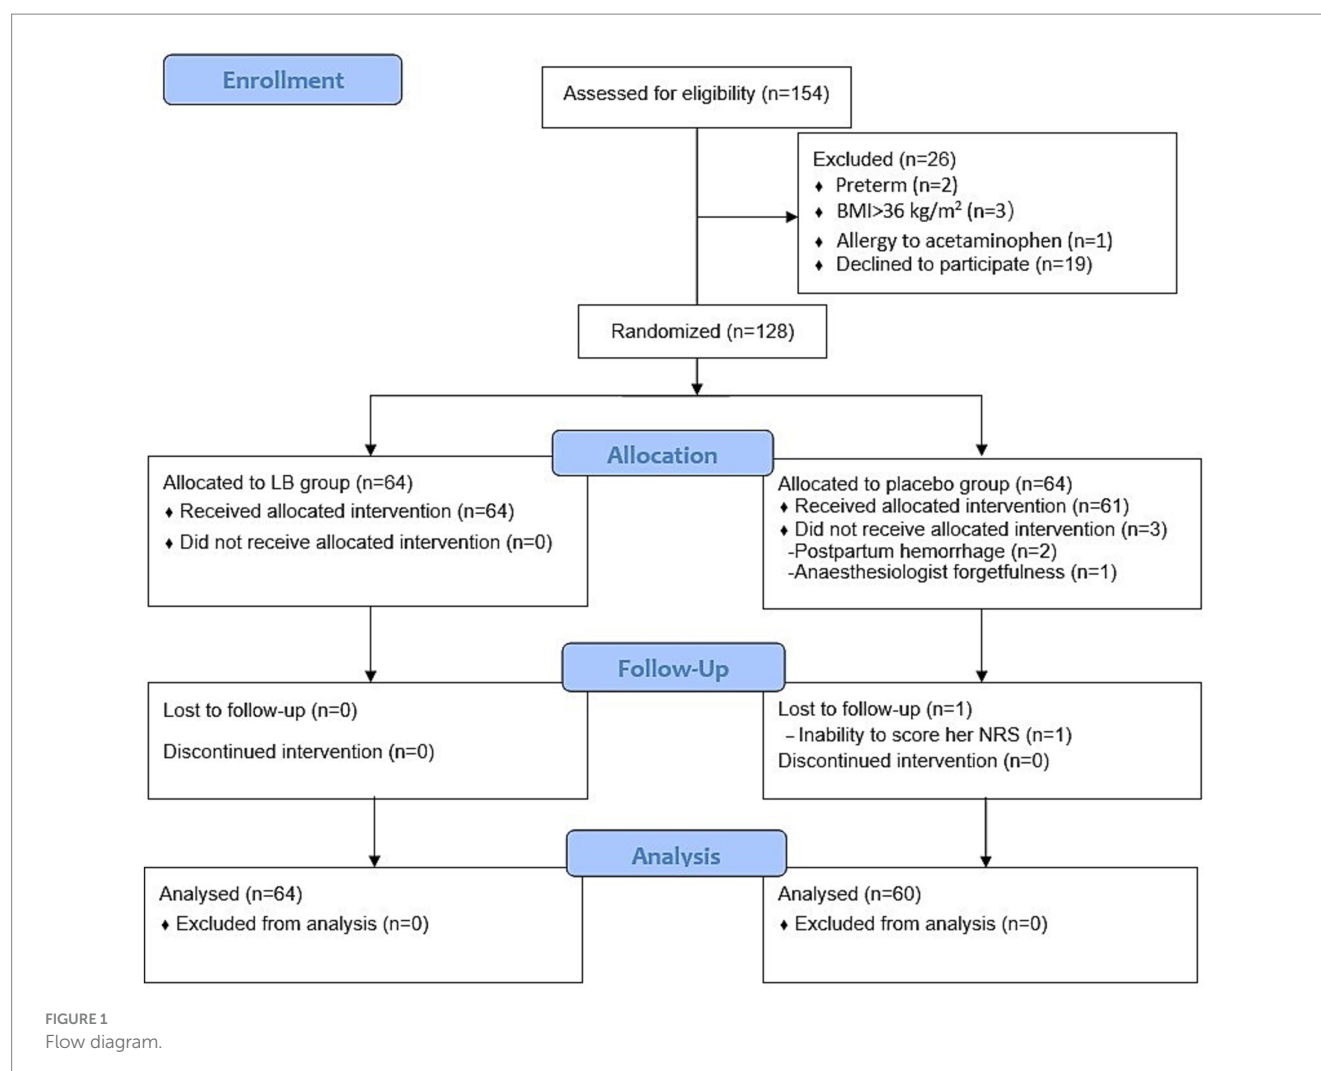 Enrollment
Assessed for eligibility (n=154)
Excluded (n=26)
♦ Preterm (n=2)
♦ BMI>36 kg/m² (n=3)
♦ Allergy to acetaminophen (n=1)
♦ Declined to participate (n=19)
Randomized (n=128)
Allocation
Allocated to LB group (n=64)
♦ Received allocated intervention (n=64)
♦ Did not receive allocated intervention (n=0)
Allocated to placebo group (n=64)
♦ Received allocated intervention (n=61)
♦ Did not receive allocated intervention (n=3)
-Postpartum hemorrhage (n=2)
-Anaesthesiologist forgetfulness (n=1)
Follow-Up
Lost to follow-up (n=0)
Discontinued intervention (n=0)
Lost to follow-up (n=1)
– Inability to score her NRS (n=1)
Discontinued intervention (n=0)
Analysis
Analysed (n=64)
♦ Excluded from analysis (n=0)
Analysed (n=60)
♦ Excluded from analysis (n=0)
FIGURE 1
Flow diagram.